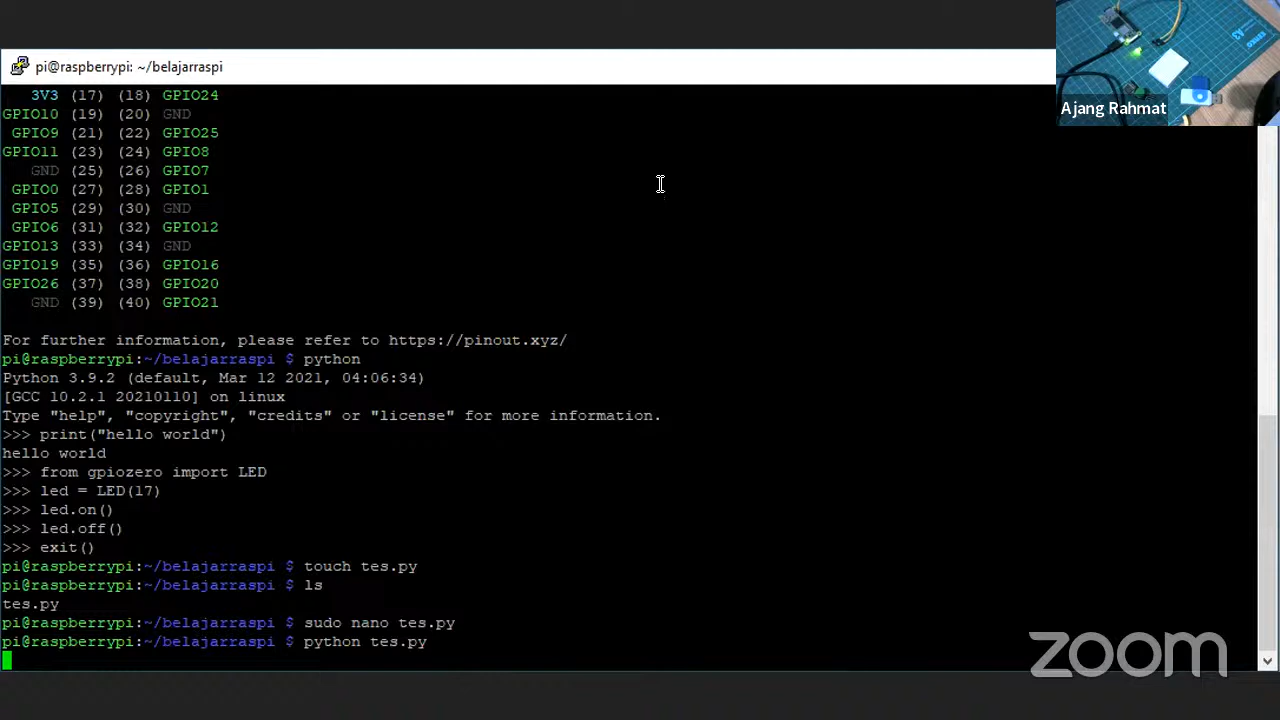 pi@raspberrypi: ~/belajarraspi
Ajang Rahmat
3V3 (17) (18) GPIO24
GPIO10 (19) (20) GND
GPIO9 (21) (22) GPIO25
GPIO11 (23) (24) GPIO8
GND (25) (26) GPIO7
GPIO0 (27) (28) GPIO1
GPIO5 (29) (30) GND
GPIO6 (31) (32) GPIO12
GPIO13 (33) (34) GND
GPIO19 (35) (36) GPIO16
GPIO26 (37) (38) GPIO20
GND (39) (40) GPIO21
For further information, please refer to https://pinout.xyz/
pi@raspberrypi:~/belajarraspi $ python
Python 3.9.2 (default, Mar 12 2021, 04:06:34)
[GCC 10.2.1 20210110] on linux
Type "help", "copyright", "credits" or "license" for more information.
>>> print("hello world")
hello world
>>> from gpiozero import LED
>>> led = LED(17)
>>> led.on()
>>> led.off()
>>> exit()
pi@raspberrypi:~/belajarraspi $ touch tes.py
pi@raspberrypi:~/belajarraspi $ ls
tes.py
pi@raspberrypi:~/belajarraspi $ sudo nano tes.py
pi@raspberrypi:~/belajarraspi $ python tes.py
zoom